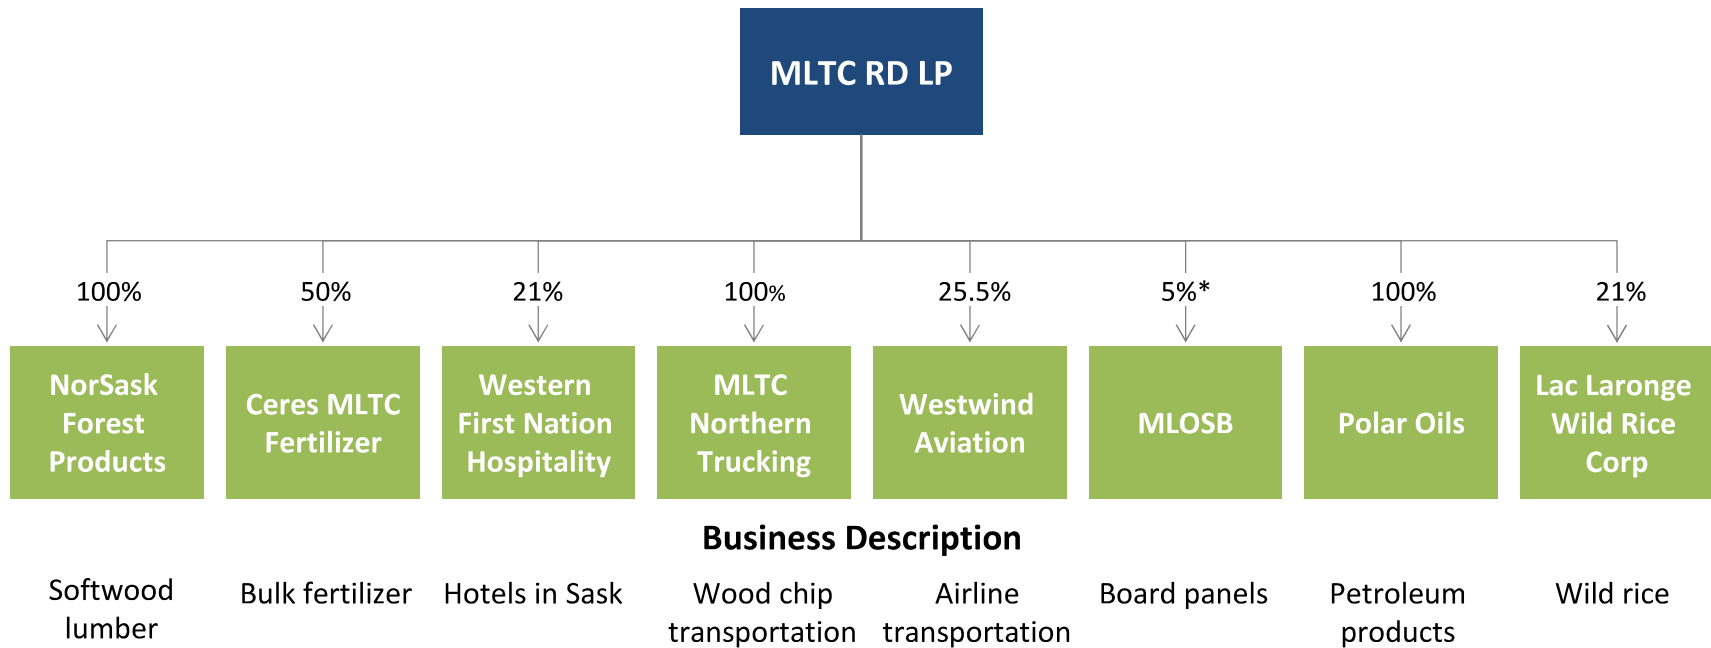 MLTC RD LP
100%
50%
21%
100%
25.5%
5%*
100%
21%
NorSask
Forest
Products
Ceres MLTC
Fertilizer
Western
First Nation
Hospitality
MLTC
Northern
Trucking
Westwind
Aviation
MLOSB
Polar Oils
Lac Laronge
Wild Rice
Corp
Business Description
Softwood
lumber
Bulk fertilizer
Hotels in Sask
Wood chip
transportation
Airline
transportation
Board panels
Petroleum
products
Wild rice